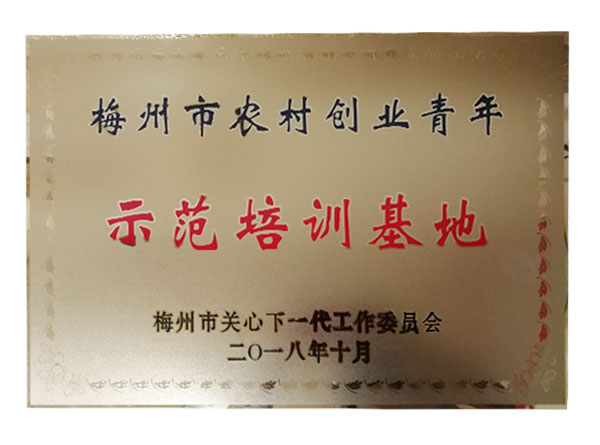 梅州市农村创业青年
示范培训基地
梅州市关心下一代工作委员会
二〇一八年十月